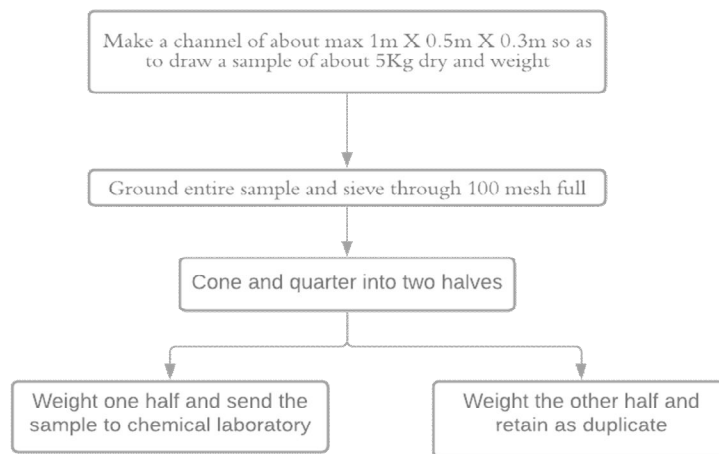 Make a channel of about max 1m X 0.5m X 0.3m so as
to draw a sample of about 5Kg dry and weight
Ground entire sample and sieve through 100 mesh full
Cone and quarter into two halves
Weight one half and send the
sample to chemical laboratory
Weight the other half and
retain as duplicate